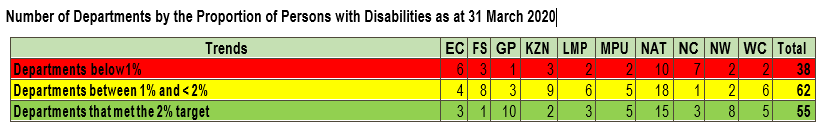 Number of Departments by the Proportion of Persons with Disabilities as at 31 March 2020
Trends EC FS GP KZN LMP MPU NAT NC NW WC Total
Departments below 1% 6 3 1 3 2 2 10 7 2 2 38
Departments between 1% and < 2% 4 8 3 9 6 5 18 1 2 6 62
Departments that met the 2% target 3 1 10 2 3 5 15 3 8 5 55